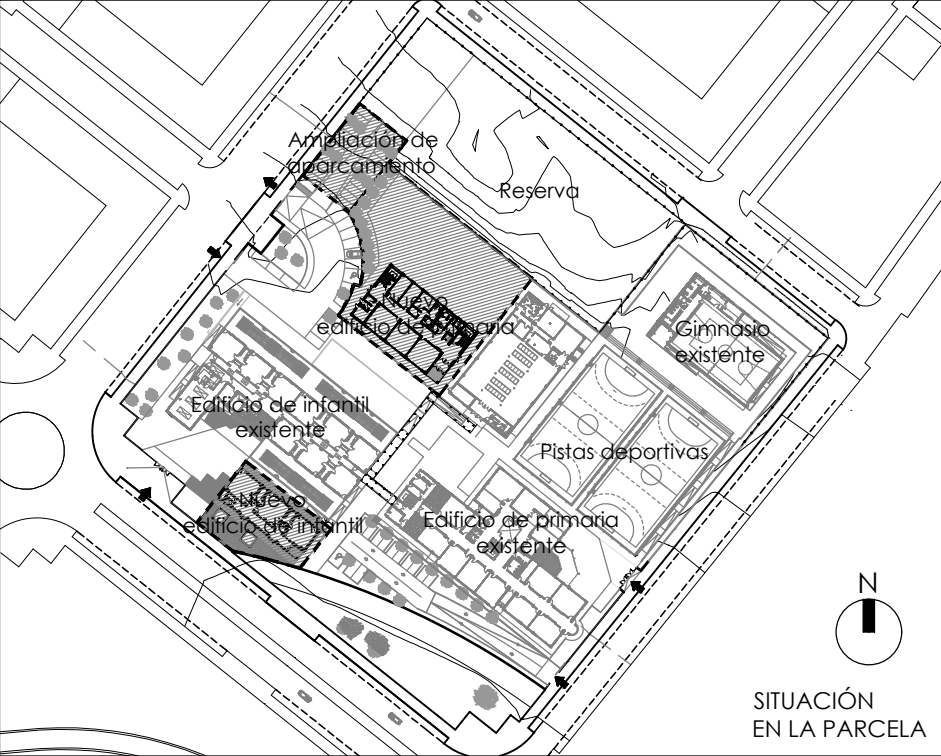 Ampliación de
aparcamiento
Reserva
Nuevo
edificio de primaria
Gimnasio
existente
Edificio de infantil
existente
Pistas deportivas
Nuevo
edificio de infantil
Edificio de primaria
existente
N
SITUACIÓN
EN LA PARCELA